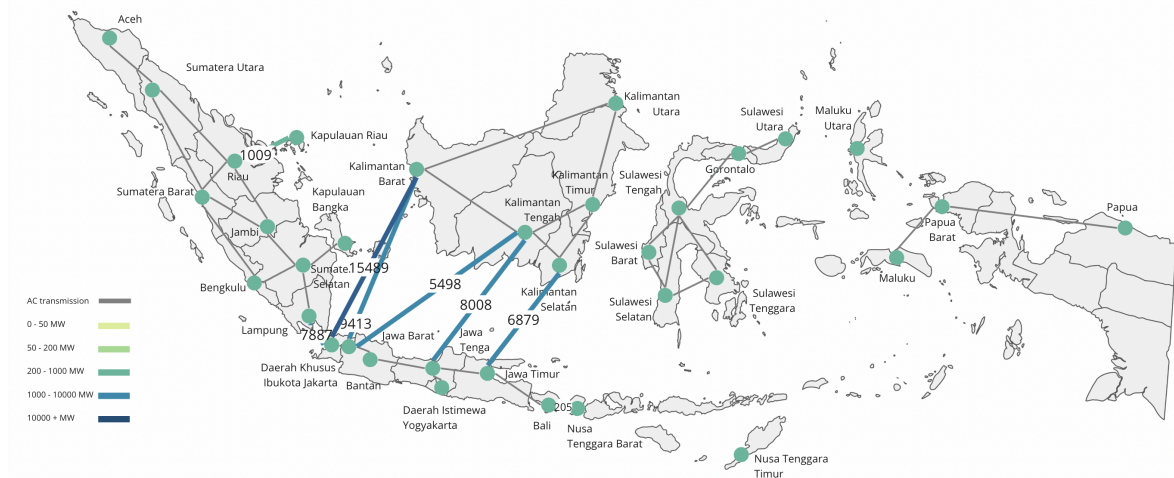 Aceh
Sumatera Utara
Kapulauan Riau
1009
Riau
Sumatera Barat
Kapulauan
Bangka
Jambi
Sumate
Selatan
Bengkulu
Lampung
7887
9413
15489
Kalimantan
Barat
Kalimantan
Utara
Kalimantan
Timur
Kalimantan
Tengah
Kalimantan
Selatan
5498
8008
6879
Sulawesi
Tengah
Sulawesi
Utara
Gorontalo
Sulawesi
Barat
Sulawesi
Selatan
Sulawesi
Tenggara
Maluku
Utara
Maluku
Papua
Barat
Papua
Daerah Khusus
Ibukota Jakarta
Jawa Barat
Bantan
Jawa
Tenga
Jawa Timur
Daerah Istimewa
Yogyakarta
Bali
205
Nusa
Tenggara Barat
Nusa Tenggara
Timur
AC transmission
0 - 50 MW
50 - 200 MW
200 - 1000 MW
1000 - 10000 MW
10000 + MW